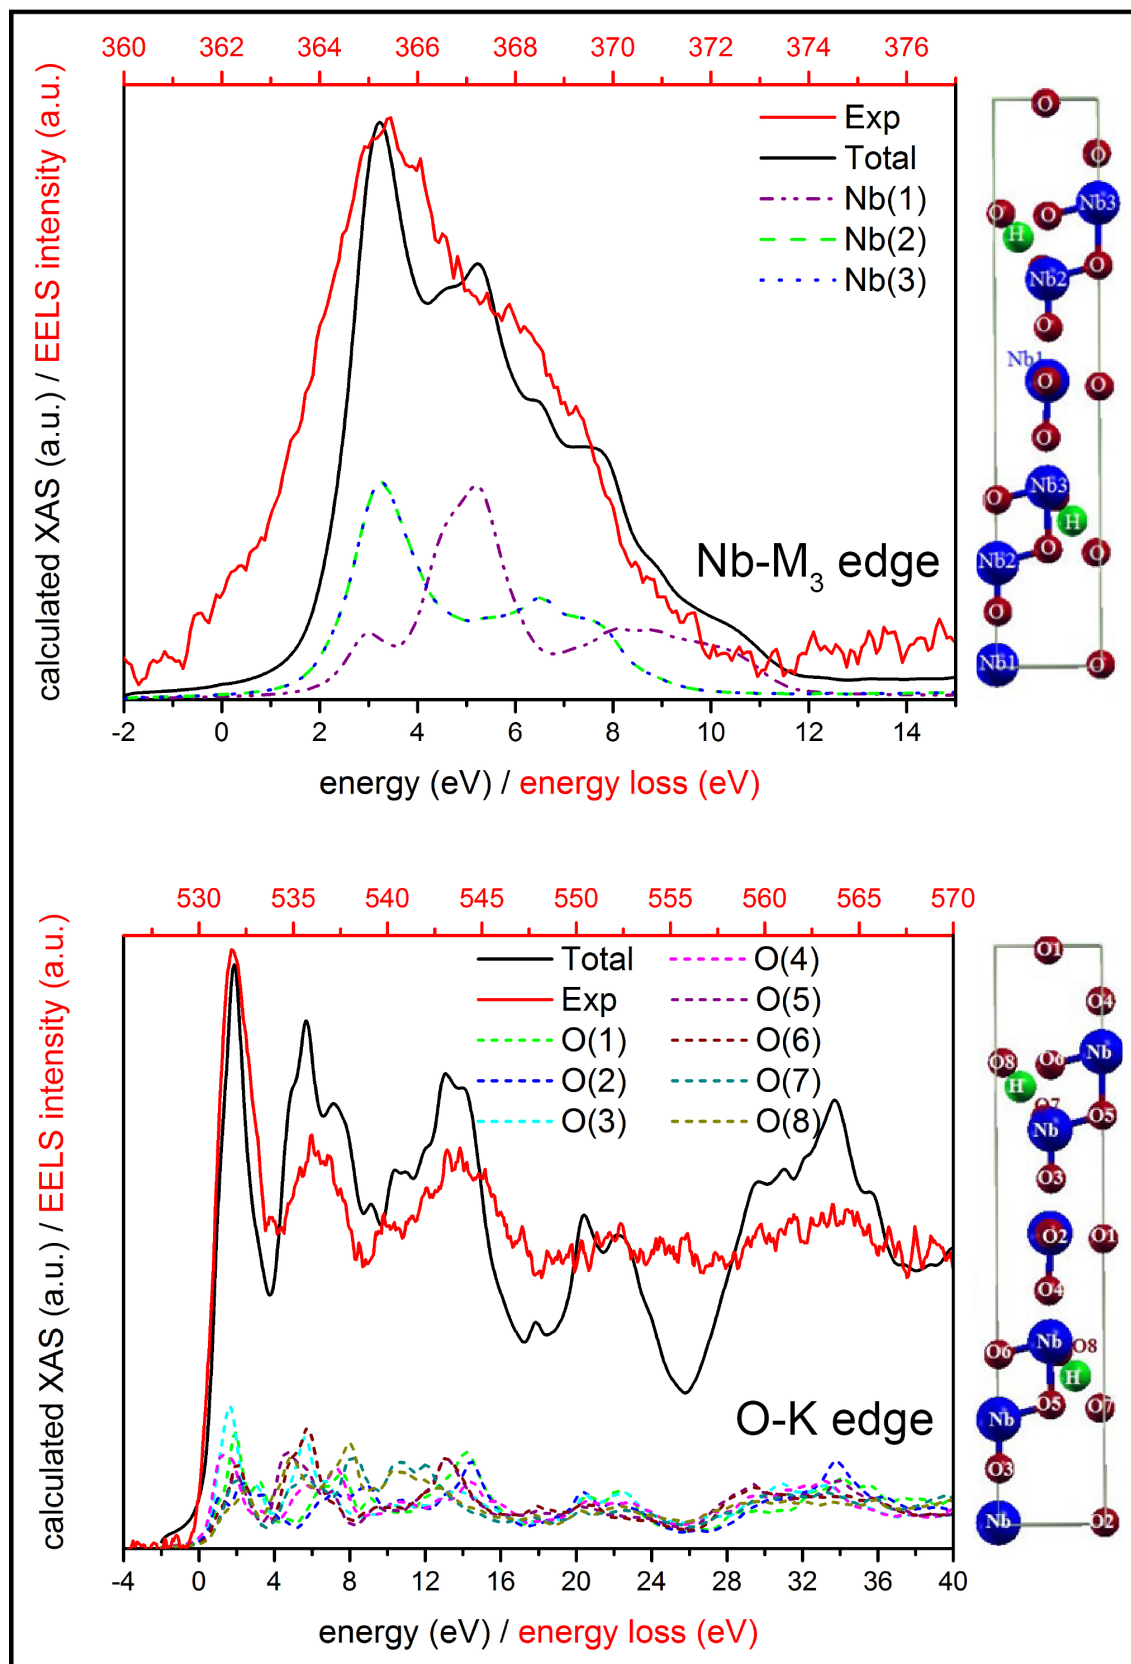 360 362 364 366 368 370 372 374 376
calculated XAS (a.u.) / EELS intensity (a.u.)
Exp
Total
Nb(1)
Nb(2)
Nb(3)
Nb-M3 edge
-2 0 2 4 6 8 10 12 14
energy (eV) / energy loss (eV)
O
O
Nb3
O O
H
O
Nb2
O
Nb1
O O
O
Nb3
O
H
O O
Nb2
O
Nb1 O
530 535 540 545 550 555 560 565 570
calculated XAS (a.u.) / EELS intensity (a.u.)
Total O(4)
Exp O(5)
O(1) O(6)
O(2) O(7)
O(3) O(8)
O-K edge
-4 0 4 8 12 16 20 24 28 32 36 40
energy (eV) / energy loss (eV)
O1
O4
Nb
O8 O6
H
O7 O5
Nb
O3
O2 O1
O4
Nb
O6 O8
H
O5 O7
Nb
O3
Nb O2